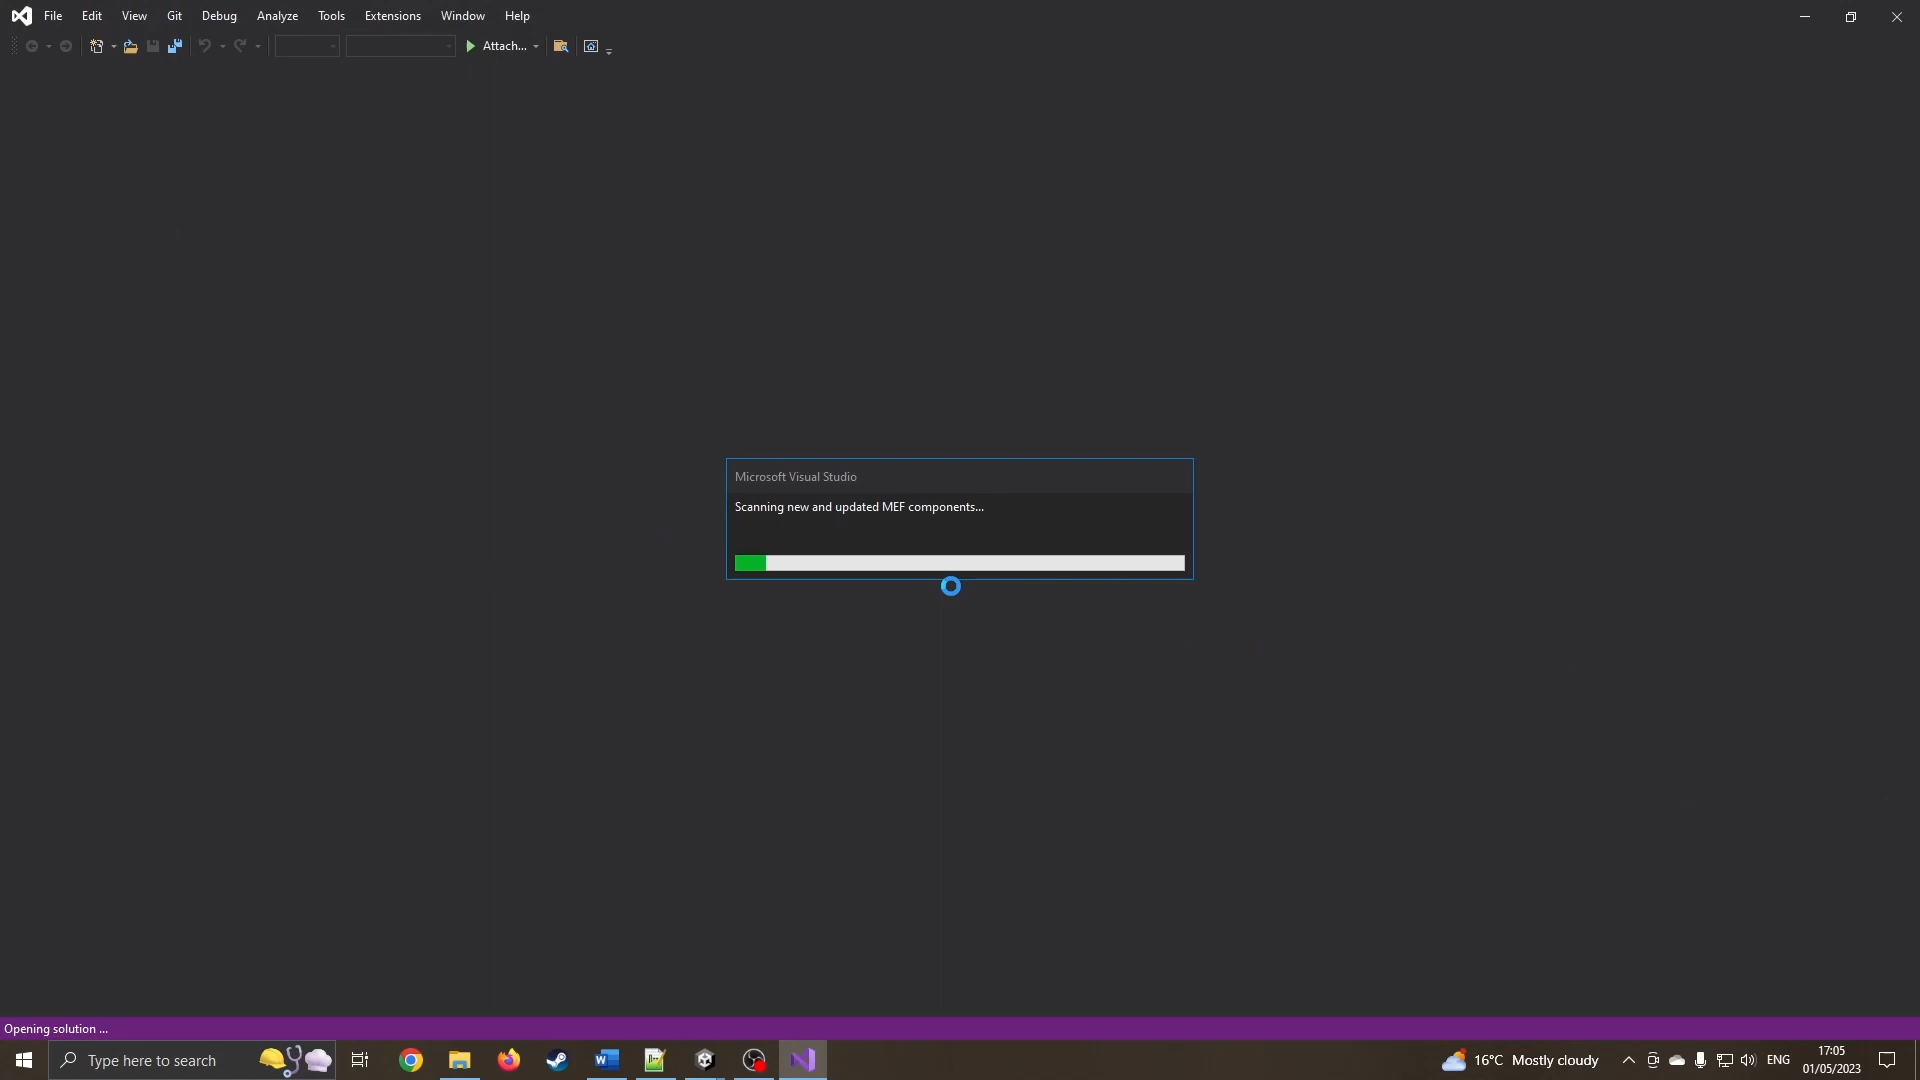 File Edit View Git Debug Analyze Tools Extensions Window Help
Attach...
Microsoft Visual Studio
Scanning new and updated MEF components...
Opening solution ...
Type here to search
16°C Mostly cloudy
ENG
17:05
01/05/2023